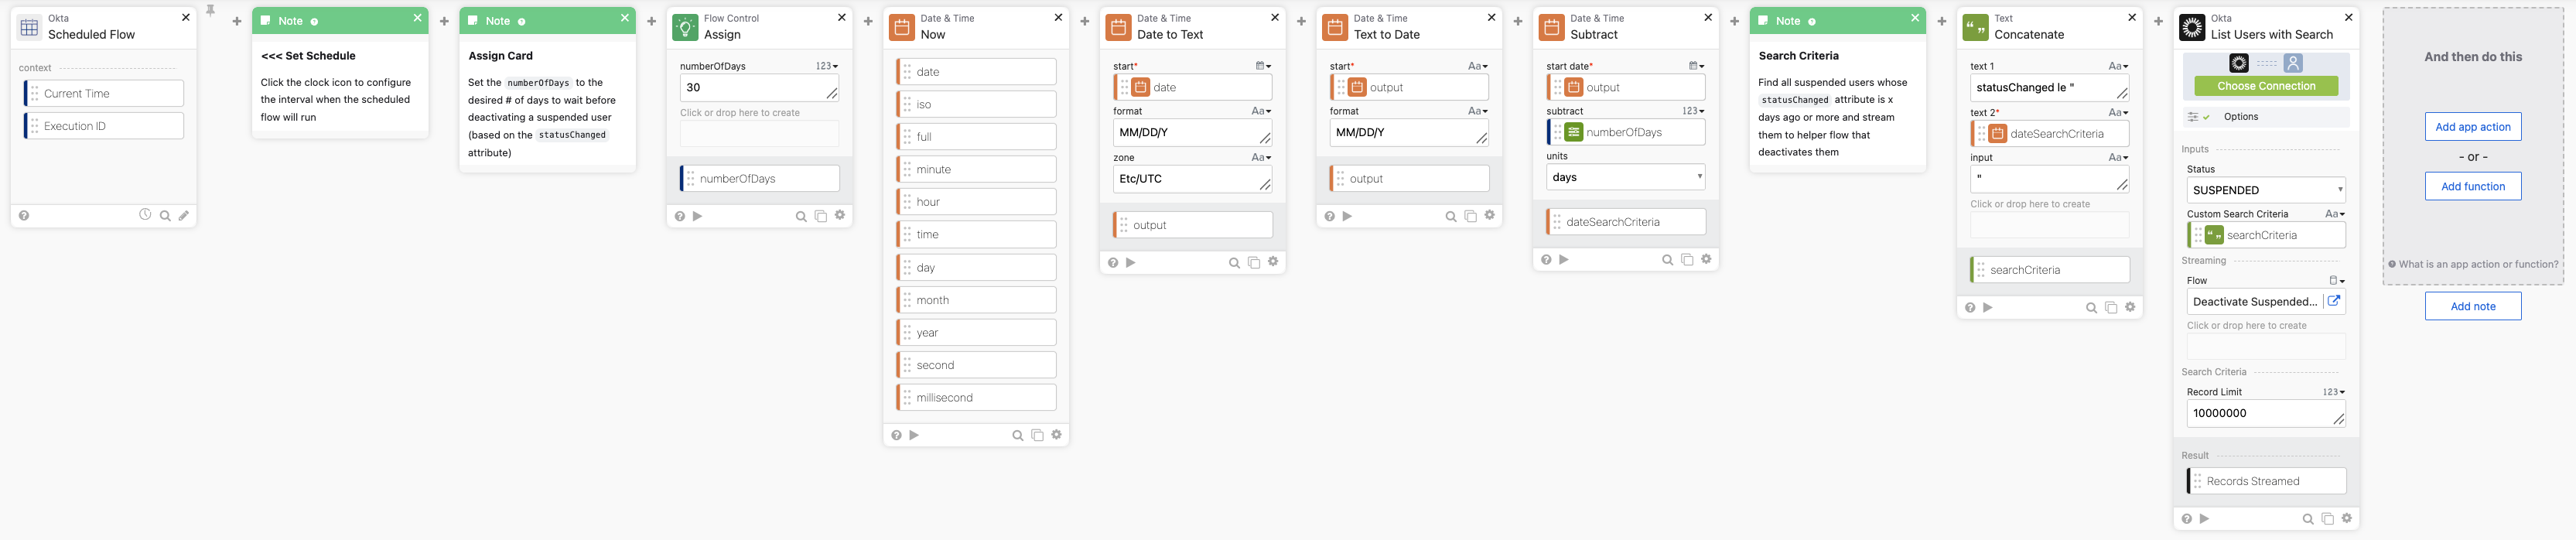 Okta
Scheduled Flow
context
Current Time
Execution ID
Note
<<< Set Schedule
Click the clock icon to configure
the interval when the scheduled
flow will run
Note
Assign Card
Set the numberOfDays to the
desired # of days to wait before
deactivating a suspended user
(based on the statusChanged
attribute)
Flow Control
Assign
numberOfDays 123
30
Click or drop here to create
numberOfDays
Date & Time
Now
date
iso
full
minute
hour
time
day
month
year
second
millisecond
Date & Time
Date to Text
start*
date
format Aa
MM/DD/Y
zone Aa
Etc/UTC
output
Date & Time
Text to Date
start* Aa
output
format Aa
MM/DD/Y
output
Date & Time
Subtract
start date*
output
subtract 123
numberOfDays
units
days
dateSearchCriteria
Note
Search Criteria
Find all suspended users whose
statusChanged attribute is x
days ago or more and stream
them to helper flow that
deactivates them
Text
Concatenate
text 1 Aa
statusChanged le "
text 2* Aa
dateSearchCriteria
input Aa
"
Click or drop here to create
searchCriteria
Okta
List Users with Search
Choose Connection
Options
Inputs
Status
SUSPENDED
Custom Search Criteria Aa
searchCriteria
Streaming
Flow
Deactivate Suspended...
Click or drop here to create
Search Criteria
Record Limit 123
10000000
Result
Records Streamed
And then do this
Add app action
- or -
Add function
What is an app action or function?
Add note